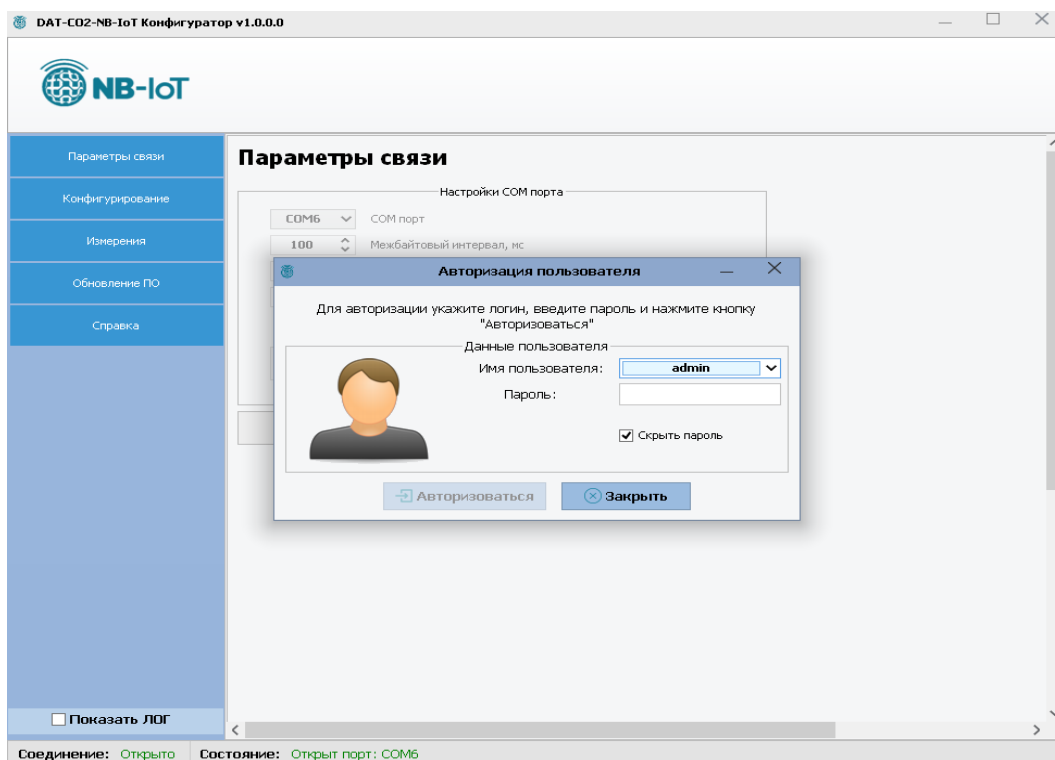 DAT-CO2-NB-IoT Конфигуратор v1.0.0.0
NB-IoT
Параметры связи
Конфигурирование
Измерения
Обновление ПО
Справка
Параметры связи
Настройки COM порта
COM6 COM порт
100 Межбайтовый интервал, мс
Авторизация пользователя
Для авторизации укажите логин, введите пароль и нажмите кнопку
"Авторизоваться"
Данные пользователя
Имя пользователя: admin
Пароль:
Скрыть пароль
Авторизоваться Закрыть
Показать ЛОГ
Соединение: Открыто Состояние: Открыт порт: COM6